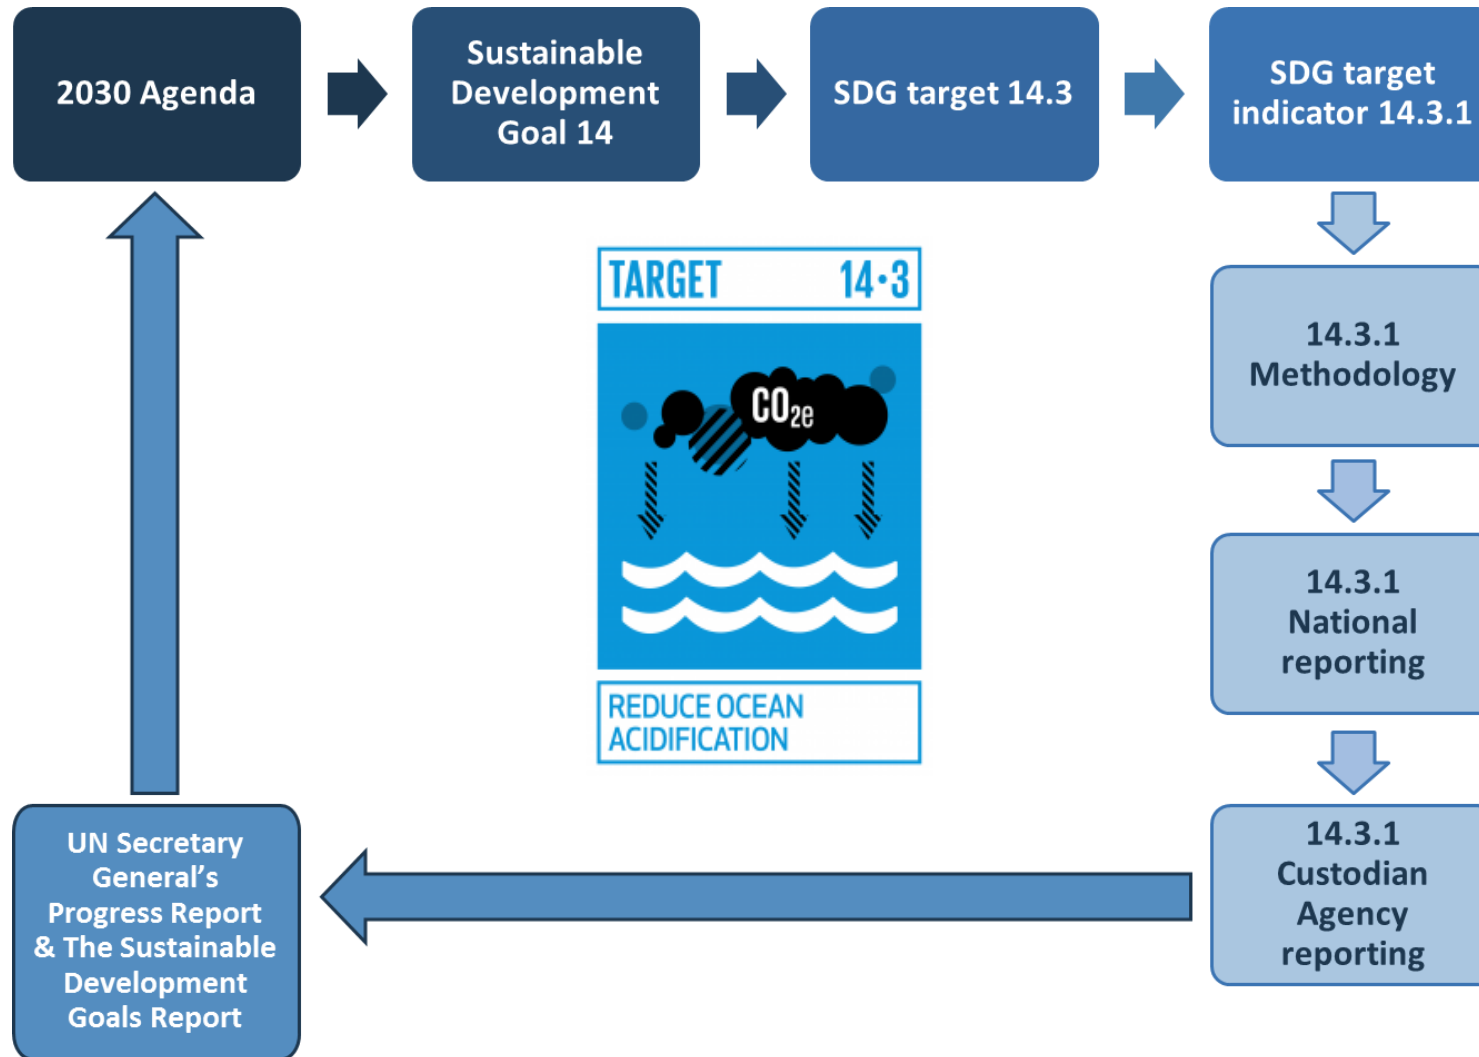 2030 Agenda
Sustainable
Development
Goal 14
SDG target 14.3
SDG target
indicator 14.3.1
TARGET 14.3
CO2e
REDUCE OCEAN
ACIDIFICATION
14.3.1
Methodology
14.3.1
National
reporting
14.3.1
Custodian
Agency
reporting
UN Secretary
General’s
Progress Report
& The Sustainable
Development
Goals Report